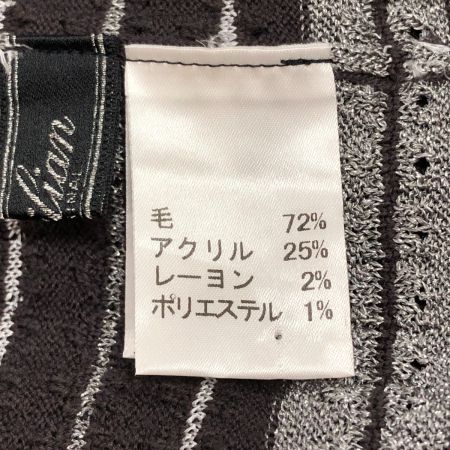 lian
毛 72%
アクリル 25%
レーヨン 2%
ポリエステル 1%